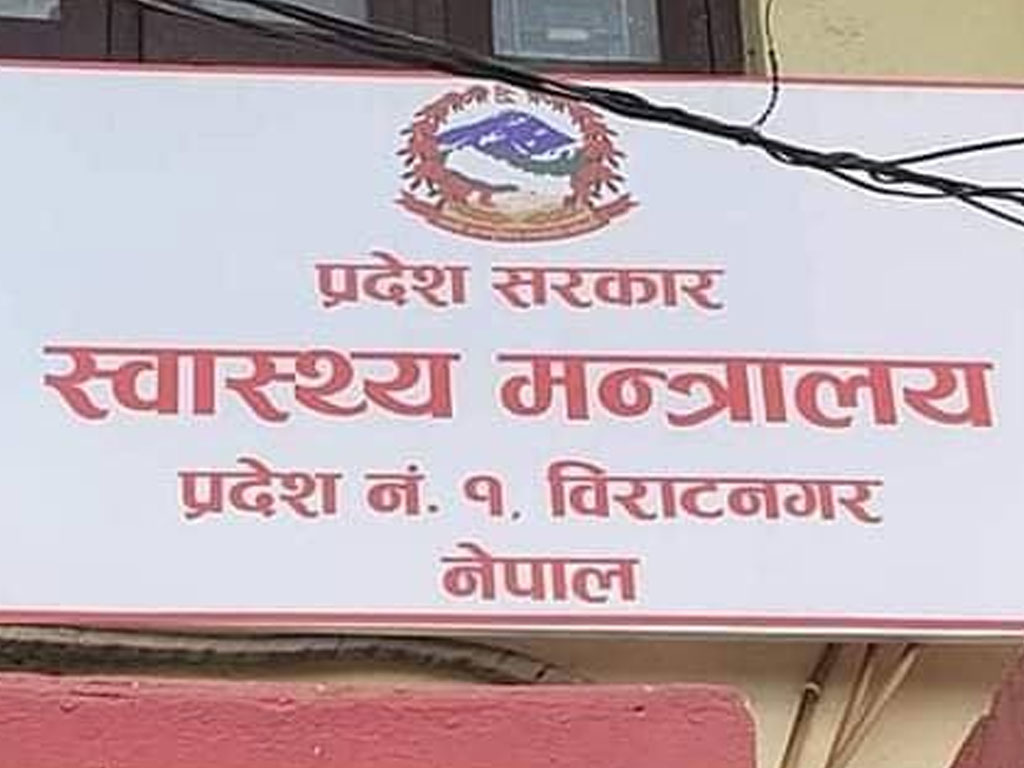 प्रदेश सरकार
स्वास्थ्य मन्त्रालय
प्रदेश नं. १, विराटनगर
नेपाल